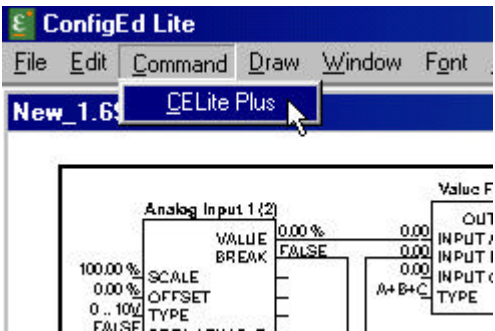 ConfigEd Lite
File Edit Command Draw Window Font
CELite Plus
New_1.69
Value F
Analog Input 1 (2)
OUT
VALUE 0.00 % 0.00 INPUT A
BREAK FALSE 0.00 INPUT
100.00 % SCALE 0.00 INPUT
0.00 % OFFSET A+B+C TYPE
0 .. 10V TYPE
FALSE